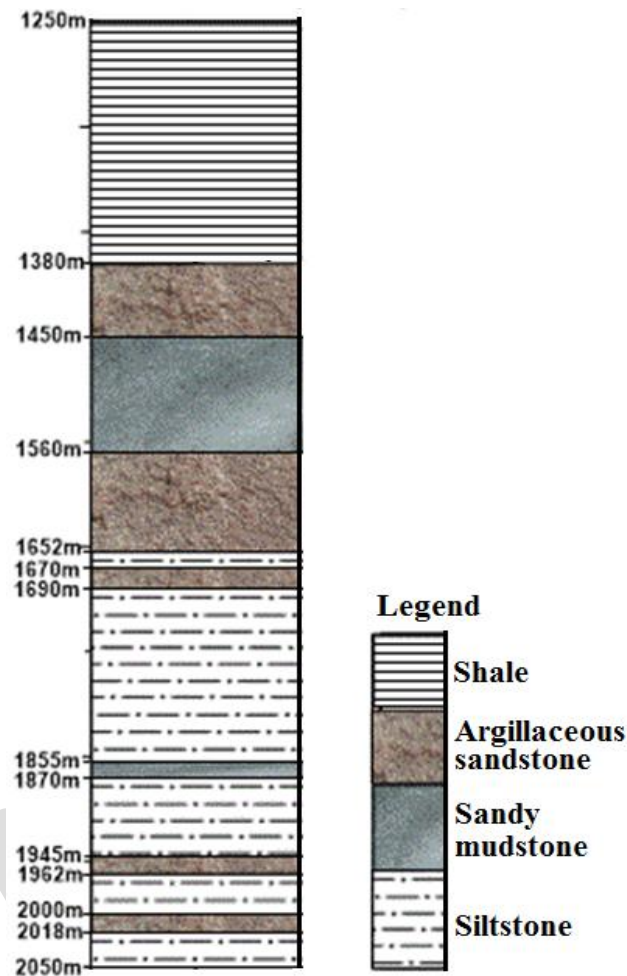 1250m
1380m
1450m
1560m
1652m
1670m
1690m
1855m
1870m
1945m
1962m
2000m
2018m
2050m
Legend
Shale
Argillaceous
sandstone
Sandy
mudstone
Siltstone